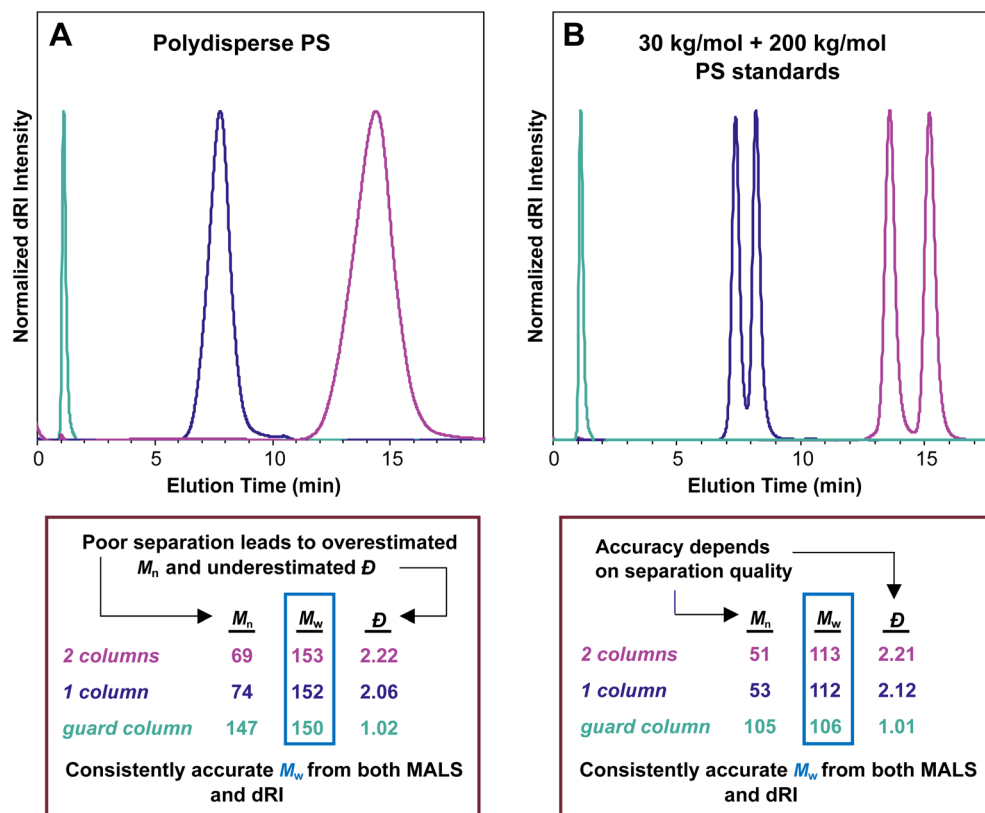 A
Polydisperse PS
Normalized dRI Intensity
0 5 10 15
Elution Time (min)
Poor separation leads to overestimated
Mn and underestimated Đ
Mn Mw Đ
2 columns 69 153 2.22
1 column 74 152 2.06
guard column 147 150 1.02
Consistently accurate Mw from both MALS
and dRI
B
30 kg/mol + 200 kg/mol
PS standards
Normalized dRI Intensity
0 5 10 15
Elution Time (min)
Accuracy depends
on separation quality
Mn Mw Đ
2 columns 51 113 2.21
1 column 53 112 2.12
guard column 105 106 1.01
Consistently accurate Mw from both MALS
and dRI